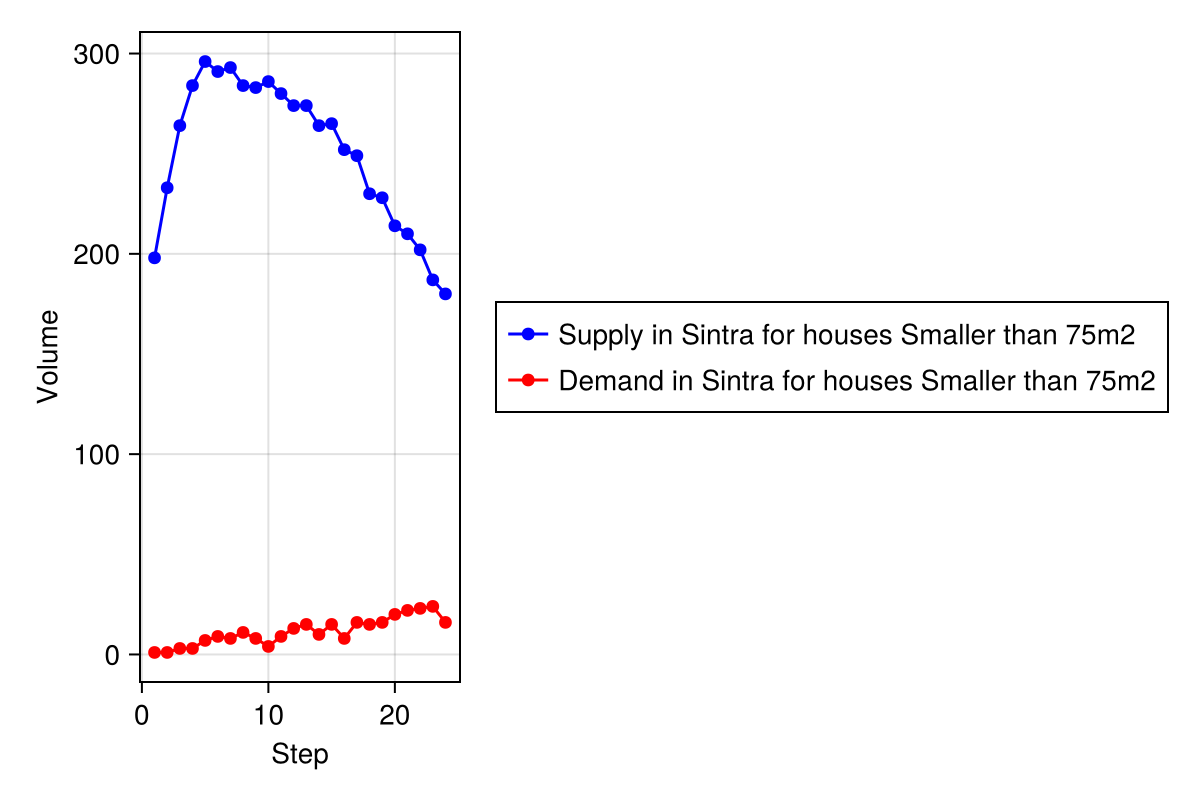 300
200
100
0
Volume
0 10 20
Step
Supply in Sintra for houses Smaller than 75m2
Demand in Sintra for houses Smaller than 75m2